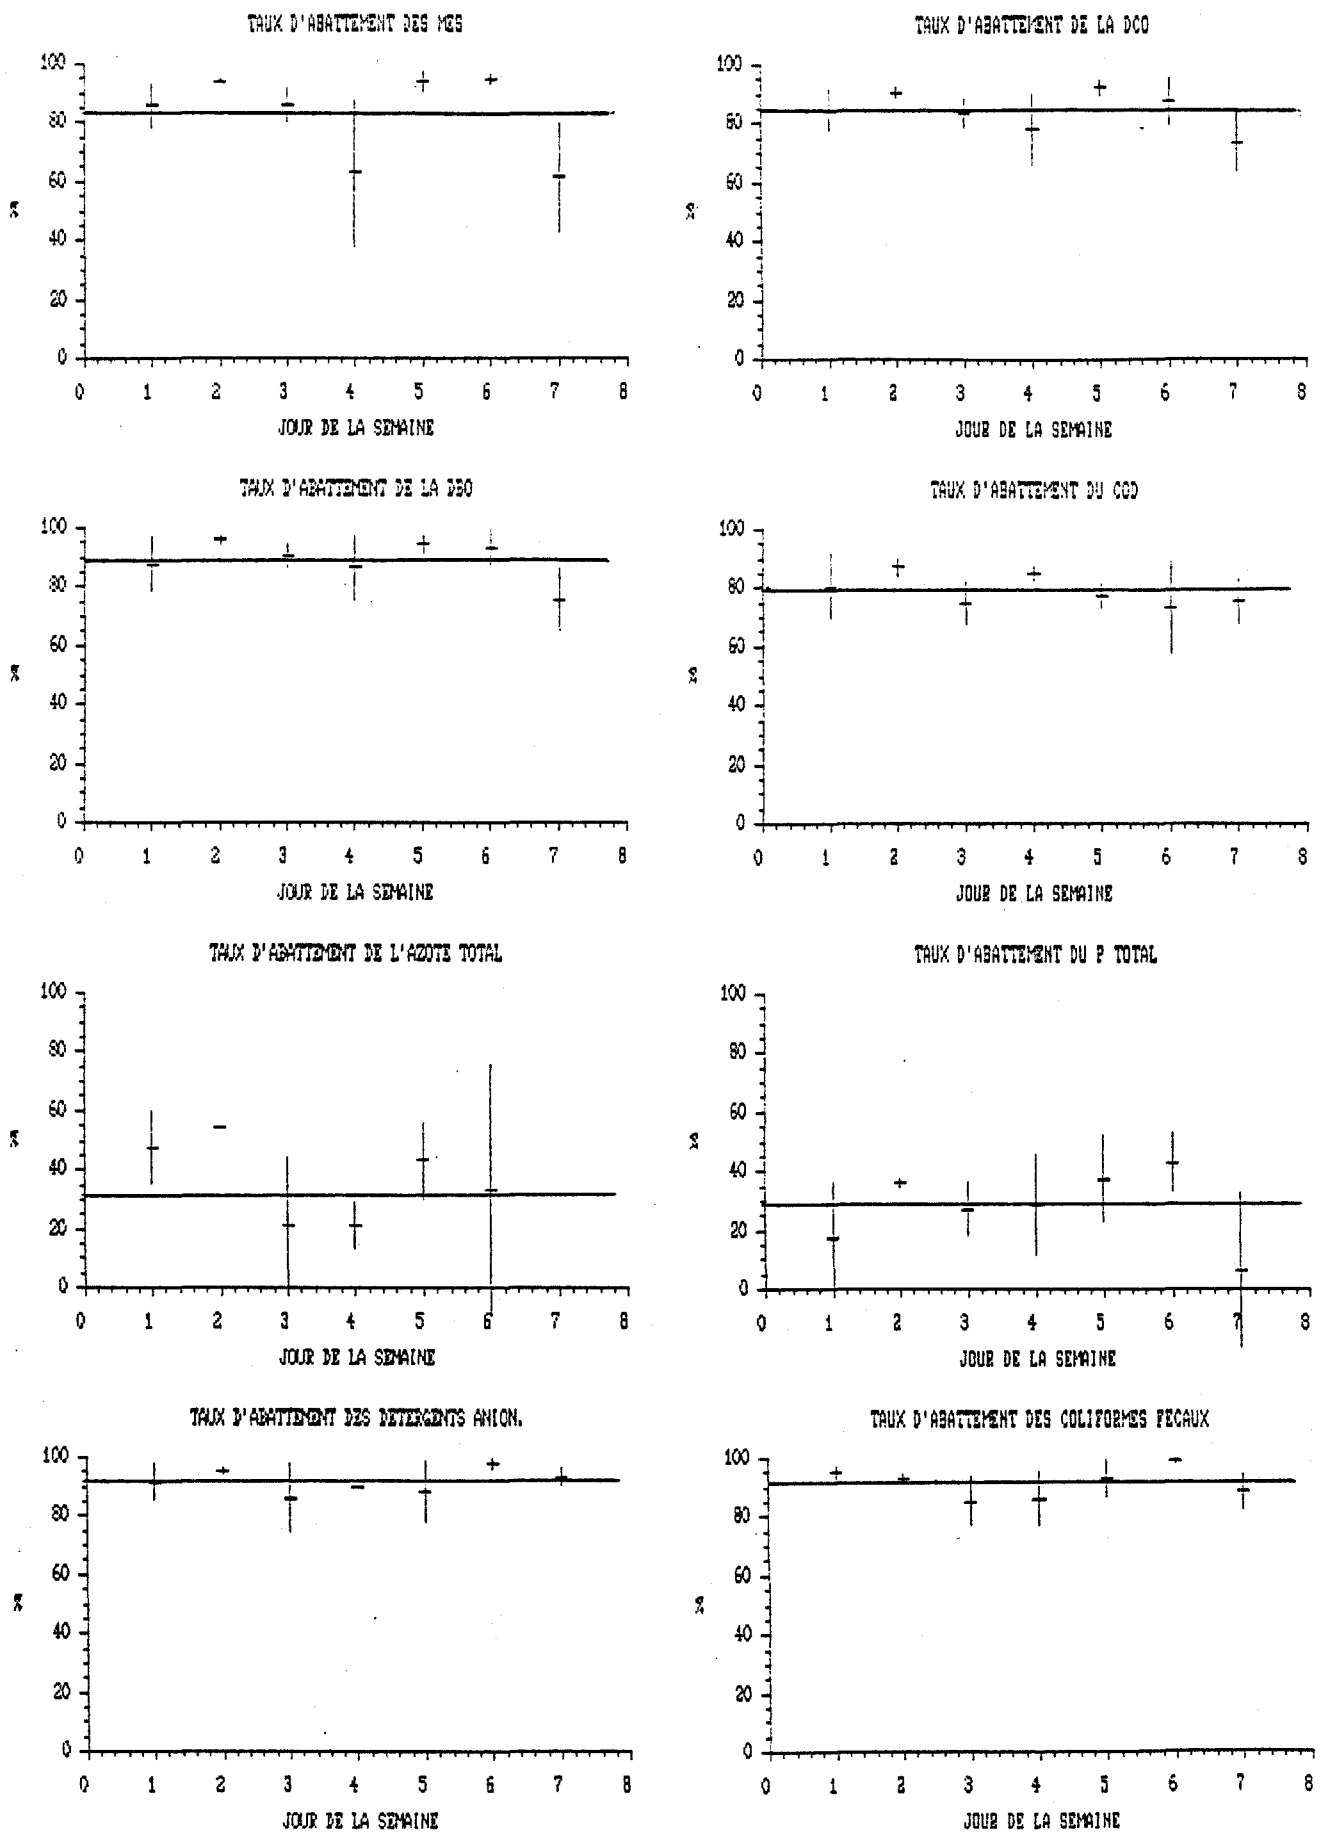 TAUX D'ABATTEMENT DES MES
100
80
60
40
20
0
%
0 1 2 3 4 5 6 7 8
JOUR DE LA SEMAINE
TAUX D'ABATTEMENT DE LA DCO
100
80
60
40
20
0
%
0 1 2 3 4 5 6 7 8
JOUR DE LA SEMAINE
TAUX D'ABATTEMENT DE LA DBO
100
80
60
40
20
0
%
0 1 2 3 4 5 6 7 8
JOUR DE LA SEMAINE
TAUX D'ABATTEMENT DU COD
100
80
60
40
20
0
%
0 1 2 3 4 5 6 7 8
JOUR DE LA SEMAINE
TAUX D'ABATTEMENT DE L'AZOTE TOTAL
100
80
60
40
20
0
%
0 1 2 3 4 5 6 7 8
JOUR DE LA SEMAINE
TAUX D'ABATTEMENT DU P TOTAL
100
80
60
40
20
0
%
0 1 2 3 4 5 6 7 8
JOUR DE LA SEMAINE
TAUX D'ABATTEMENT DES DETERGENTS ANION.
100
80
60
40
20
0
%
0 1 2 3 4 5 6 7 8
JOUR DE LA SEMAINE
TAUX D'ABATTEMENT DES COLIFORMES FECAUX
100
80
60
40
20
0
%
0 1 2 3 4 5 6 7 8
JOUR DE LA SEMAINE